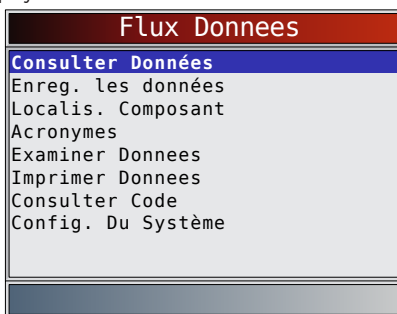 Flux Donnees
Consulter Données
Enreg. les données
Localis. Composant
Acronymes
Examiner Donnees
Imprimer Donnees
Consulter Code
Config. Du Système